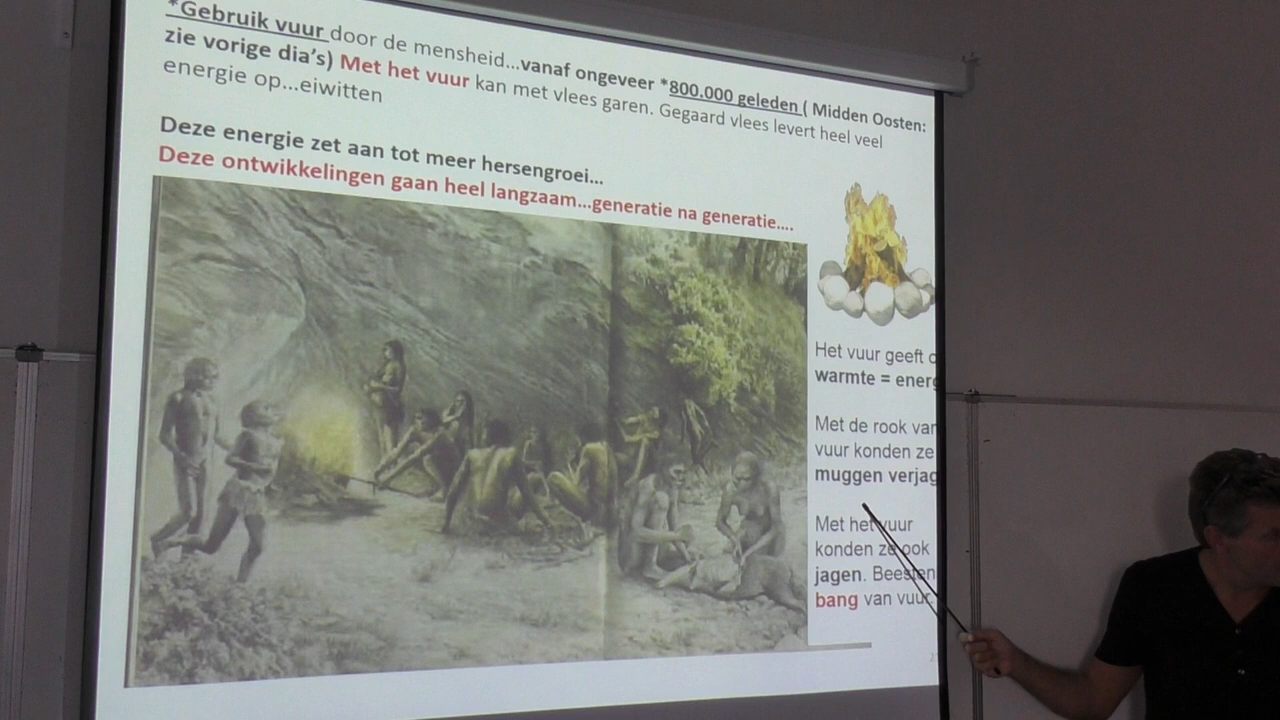 *Gebruik vuur door de mensheid...vanaf ongeveer *800.000 geleden ( Midden Oosten:
zie vorige dia's) Met het vuur kan met vlees garen. Gegaard vlees levert heel veel
energie op...eiwitten
Deze energie zet aan tot meer hersengroei...
Deze ontwikkelingen gaan heel langzaam...generatie na generatie....
Het vuur geeft
warmte = energ
Met de rook van
vuur konden ze
muggen verjag
Met het vuur
konden ze ook
jagen. Beesten
bang van vuur